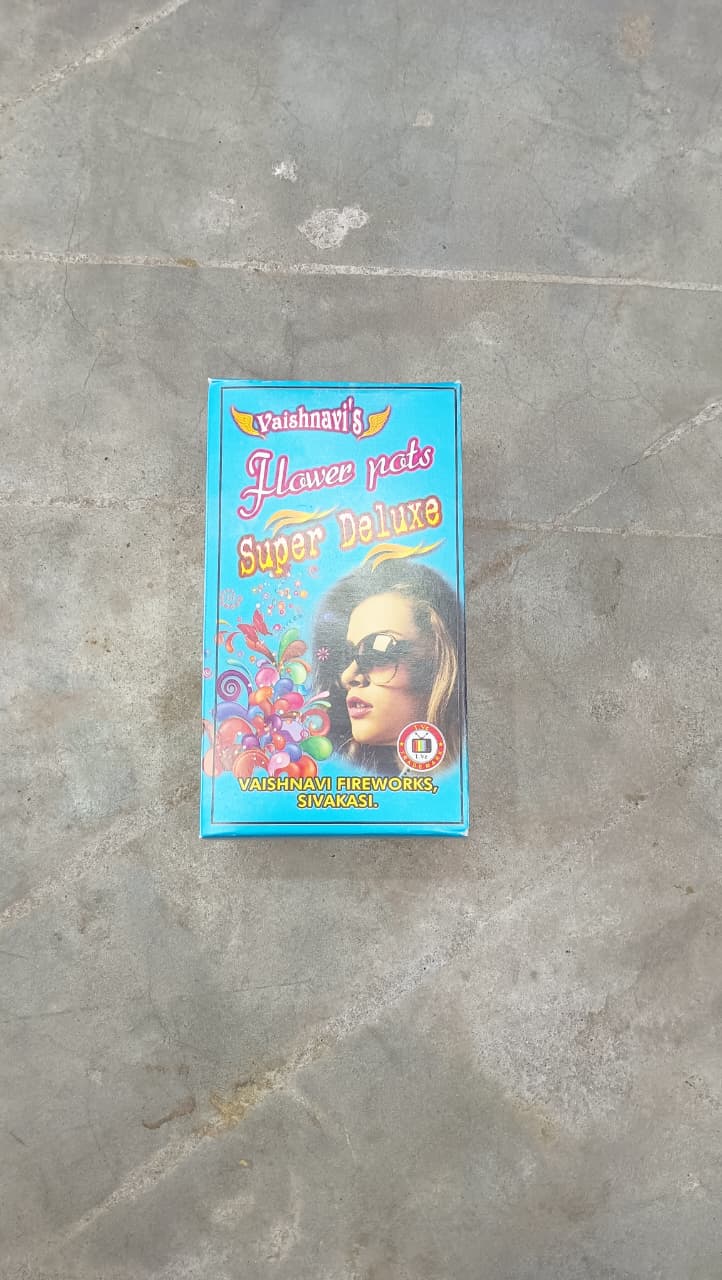 Vaishnavi's
Flower pots
Super Deluxe
VAISHNAVI FIREWORKS,
SIVAKASI.